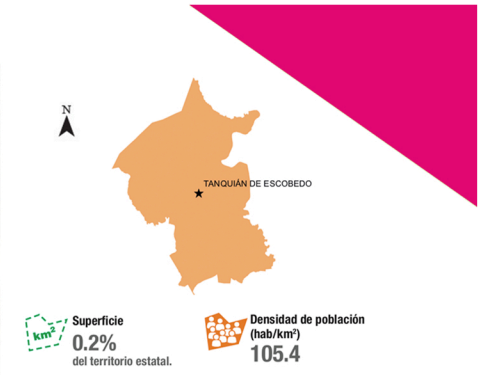 N
TANQUIÁN DE ESCOBEDO
km²
Superficie
0.2%
del territorio estatal.
Densidad de población
(hab/km²)
105.4